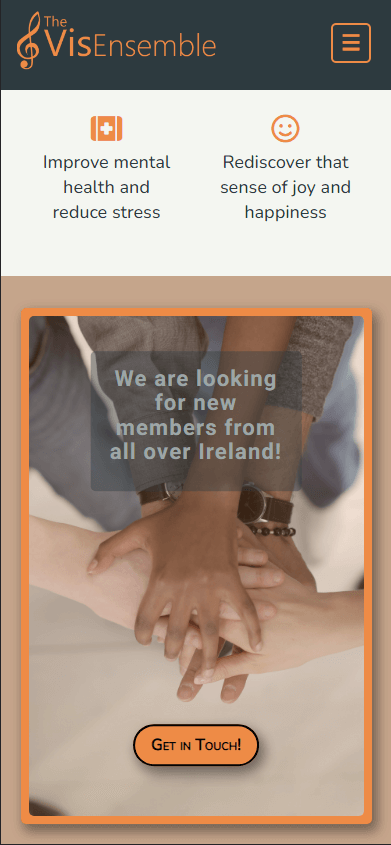 The
VisEnsemble
Improve mental
health and
reduce stress
Rediscover that
sense of joy and
happiness
We are looking
for new
members from
all over Ireland!
Get in Touch!